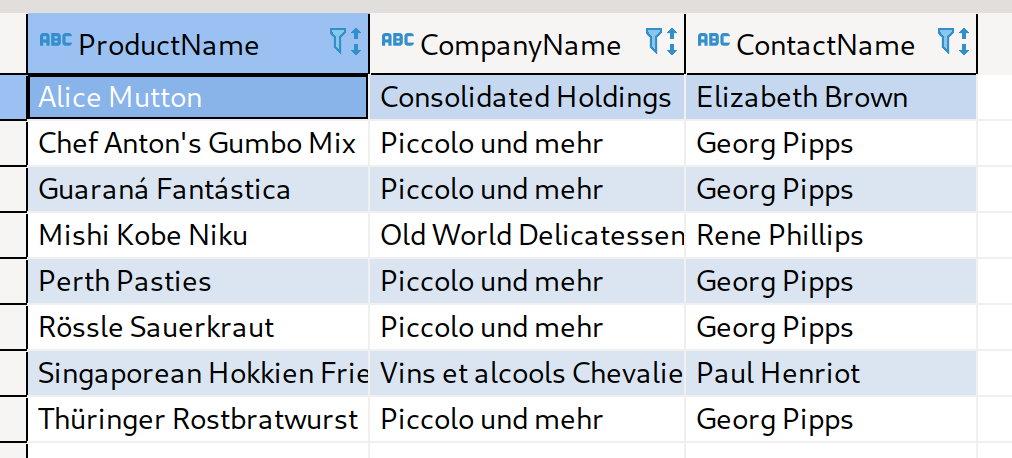 ABC ProductName ABC CompanyName ABC ContactName
Alice Mutton Consolidated Holdings Elizabeth Brown
Chef Anton's Gumbo Mix Piccolo und mehr Georg Pipps
Guaraná Fantástica Piccolo und mehr Georg Pipps
Mishi Kobe Niku Old World Delicatessen Rene Phillips
Perth Pasties Piccolo und mehr Georg Pipps
Rössle Sauerkraut Piccolo und mehr Georg Pipps
Singaporean Hokkien Frie Vins et alcools Chevalie Paul Henriot
Thüringer Rostbratwurst Piccolo und mehr Georg Pipps